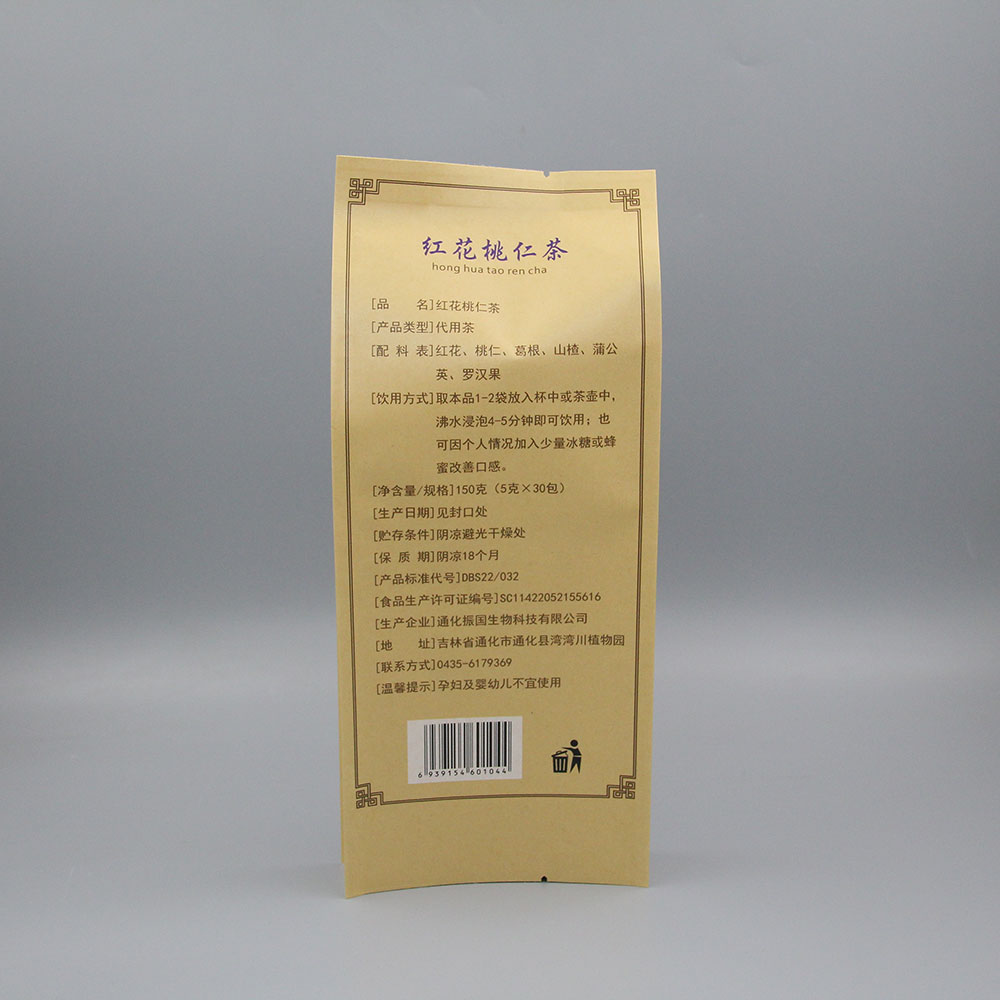 红花桃仁茶
hong hua tao ren cha
[品　　名]红花桃仁茶
[产品类型]代用茶
[配 料 表]红花、桃仁、葛根、山楂、蒲公
英、罗汉果
[饮用方式]取本品1-2袋放入杯中或茶壶中，
沸水浸泡4-5分钟即可饮用；也
可因个人情况加入少量冰糖或蜂
蜜改善口感。
[净含量/规格]150克（5克×30包）
[生产日期]见封口处
[贮存条件]阴凉避光干燥处
[保 质 期]阴凉18个月
[产品标准代号]DBS22/032
[食品生产许可证编号]SC11422052155616
[生产企业]通化振国生物科技有限公司
[地　　址]吉林省通化市通化县湾湾川植物园
[联系方式]0435-6179369
[温馨提示]孕妇及婴幼儿不宜使用
6 939154 601044